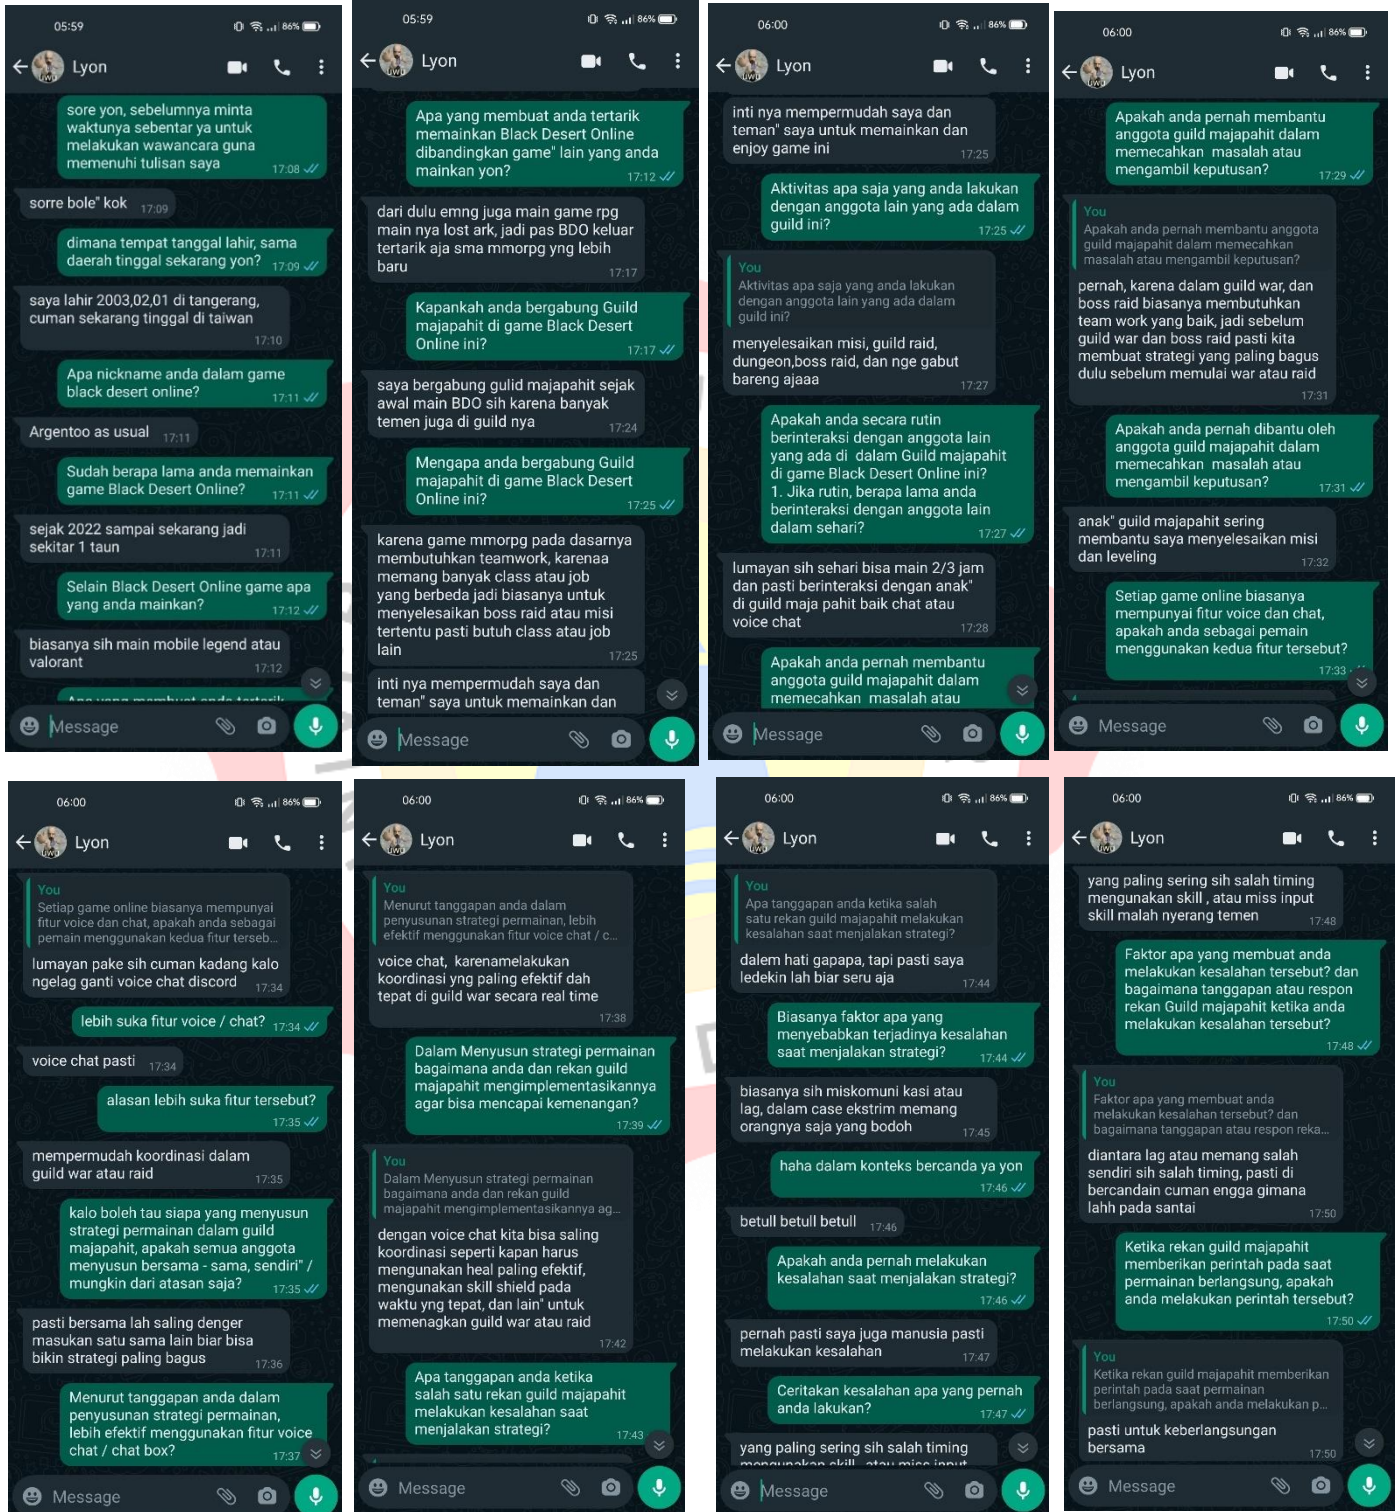 05:59
86%
Lyon
sore yon, sebelumnya minta
waktunya sebentar ya untuk
melakukan wawancara guna
memenuhi tulisan saya
17:08
sorre bole" kok
17:09
dimana tempat tanggal lahir, sama
daerah tinggal sekarang yon?
17:09
saya lahir 2003,02,01 di tangerang,
cuman sekarang tinggal di taiwan
17:10
Apa nickname anda dalam game
black desert online?
17:11
Argentoo as usual
17:11
Sudah berapa lama anda memainkan
game Black Desert Online?
17:11
sejak 2022 sampai sekarang jadi
sekitar 1 taun
17:11
Selain Black Desert Online game apa
yang anda mainkan?
17:12
biasanya sih main mobile legend atau
valorant
17:12
Message
05:59
86%
Lyon
Apa yang membuat anda tertarik
memainkan Black Desert Online
dibandingkan game" lain yang anda
mainkan yon?
17:12
dari dulu emng juga main game rpg
main nya lost ark, jadi pas BDO keluar
tertarik aja sma mmorpg yng lebih
baru
17:17
Kapankah anda bergabung Guild
majapahit di game Black Desert
Online ini?
17:17
saya bergabung gulid majapahit sejak
awal main BDO sih karena banyak
temen juga di guild nya
17:24
Mengapa anda bergabung Guild
majapahit di game Black Desert
Online ini?
17:25
karena game mmorpg pada dasarnya
membutuhkan teamwork, karenaa
memang banyak class atau job
yang berbeda jadi biasanya untuk
menyelesaikan boss raid atau misi
tertentu pasti butuh class atau job
lain
17:25
inti nya mempermudah saya dan
teman" saya untuk memainkan dan
Message
06:00
86%
Lyon
inti nya mempermudah saya dan
teman" saya untuk memainkan dan
enjoy game ini
17:25
Aktivitas apa saja yang anda lakukan
dengan anggota lain yang ada dalam
guild ini?
17:25
You
Aktivitas apa saja yang anda lakukan
dengan anggota lain yang ada dalam
guild ini?
menyelesaikan misi, guild raid,
dungeon,boss raid, dan nge gabut
bareng ajaaa
17:27
Apakah anda secara rutin
berinteraksi dengan anggota lain
yang ada di  dalam Guild majapahit
di game Black Desert Online ini?
1. Jika rutin, berapa lama anda
berinteraksi dengan anggota lain
dalam sehari?
17:27
lumayan sih sehari bisa main 2/3 jam
dan pasti berinteraksi dengan anak"
di guild maja pahit baik chat atau
voice chat
17:28
Apakah anda pernah membantu
anggota guild majapahit dalam
memecahkan  masalah atau
Message
06:00
86%
Lyon
Apakah anda pernah membantu
anggota guild majapahit dalam
memecahkan  masalah atau
mengambil keputusan?
17:29
You
Apakah anda pernah membantu anggota
guild majapahit dalam memecahkan
masalah atau mengambil keputusan?
pernah, karena dalam guild war, dan
boss raid biasanya membutuhkan
team work yang baik, jadi sebelum
guild war dan boss raid pasti kita
membuat strategi yang paling bagus
dulu sebelum memulai war atau raid
17:31
Apakah anda pernah dibantu oleh
anggota guild majapahit dalam
memecahkan  masalah atau
mengambil keputusan?
17:31
anak" guild majapahit sering
membantu saya menyelesaikan misi
dan leveling
17:32
Setiap game online biasanya
mempunyai fitur voice dan chat,
apakah anda sebagai pemain
menggunakan kedua fitur tersebut?
17:33
Message
06:00
86%
Lyon
You
Setiap game online biasanya mempunyai
fitur voice dan chat, apakah anda sebagai
pemain menggunakan kedua fitur terseb...
lumayan pake sih cuman kadang kalo
ngelag ganti voice chat discord
17:34
lebih suka fitur voice / chat?
17:34
voice chat pasti
17:34
alasan lebih suka fitur tersebut?
17:35
mempermudah koordinasi dalam
guild war atau raid
17:35
kalo boleh tau siapa yang menyusun
strategi permainan dalam guild
majapahit, apakah semua anggota
menyusun bersama - sama, sendiri" /
mungkin dari atasan saja?
17:35
pasti bersama lah saling denger
masukan satu sama lain biar bisa
bikin strategi paling bagus
17:36
Menurut tanggapan anda dalam
penyusunan strategi permainan,
lebih efektif menggunakan fitur voice
chat / chat box?
17:37
Message
06:00
86%
Lyon
You
Menurut tanggapan anda dalam
penyusunan strategi permainan, lebih
efektif menggunakan fitur voice chat / c...
voice chat,  karenamelakukan
koordinasi yng paling efektif dah
tepat di guild war secara real time
17:38
Dalam Menyusun strategi permainan
bagaimana anda dan rekan guild
majapahit mengimplementasikannya
agar bisa mencapai kemenangan?
17:39
You
Dalam Menyusun strategi permainan
bagaimana anda dan rekan guild
majapahit mengimplementasikannya ag...
dengan voice chat kita bisa saling
koordinasi seperti kapan harus
mengunakan heal paling efektif,
mengunakan skill shield pada
waktu yng tepat, dan lain" untuk
memenagkan guild war atau raid
17:42
Apa tanggapan anda ketika
salah satu rekan guild majapahit
melakukan kesalahan saat
menjalakan strategi?
17:43
Message
06:00
86%
Lyon
You
Apa tanggapan anda ketika salah
satu rekan guild majapahit melakukan
kesalahan saat menjalakan strategi?
dalem hati gapapa, tapi pasti saya
ledekin lah biar seru aja
17:44
Biasanya faktor apa yang
menyebabkan terjadinya kesalahan
saat menjalakan strategi?
17:44
biasanya sih miskomuni kasi atau
lag, dalam case ekstrim memang
orangnya saja yang bodoh
17:45
haha dalam konteks bercanda ya yon
17:46
betull betull betull
17:46
Apakah anda pernah melakukan
kesalahan saat menjalakan strategi?
17:46
pernah pasti saya juga manusia pasti
melakukan kesalahan
17:47
Ceritakan kesalahan apa yang pernah
anda lakukan?
17:47
yang paling sering sih salah timing
mengunakan skill , atau miss input
Message
06:00
86%
Lyon
yang paling sering sih salah timing
mengunakan skill , atau miss input
skill malah nyerang temen
17:48
Faktor apa yang membuat anda
melakukan kesalahan tersebut? dan
bagaimana tanggapan atau respon
rekan Guild majapahit ketika anda
melakukan kesalahan tersebut?
17:48
You
Faktor apa yang membuat anda
melakukan kesalahan tersebut? dan
bagaimana tanggapan atau respon reka...
diantara lag atau memang salah
sendiri sih salah timing, pasti di
bercandain cuman engga gimana
lahh pada santai
17:50
Ketika rekan guild majapahit
memberikan perintah pada saat
permainan berlangsung, apakah
anda melakukan perintah tersebut?
17:50
You
Ketika rekan guild majapahit memberikan
perintah pada saat permainan
berlangsung, apakah anda melakukan p...
pasti untuk keberlangsungan
bersama
17:50
Message